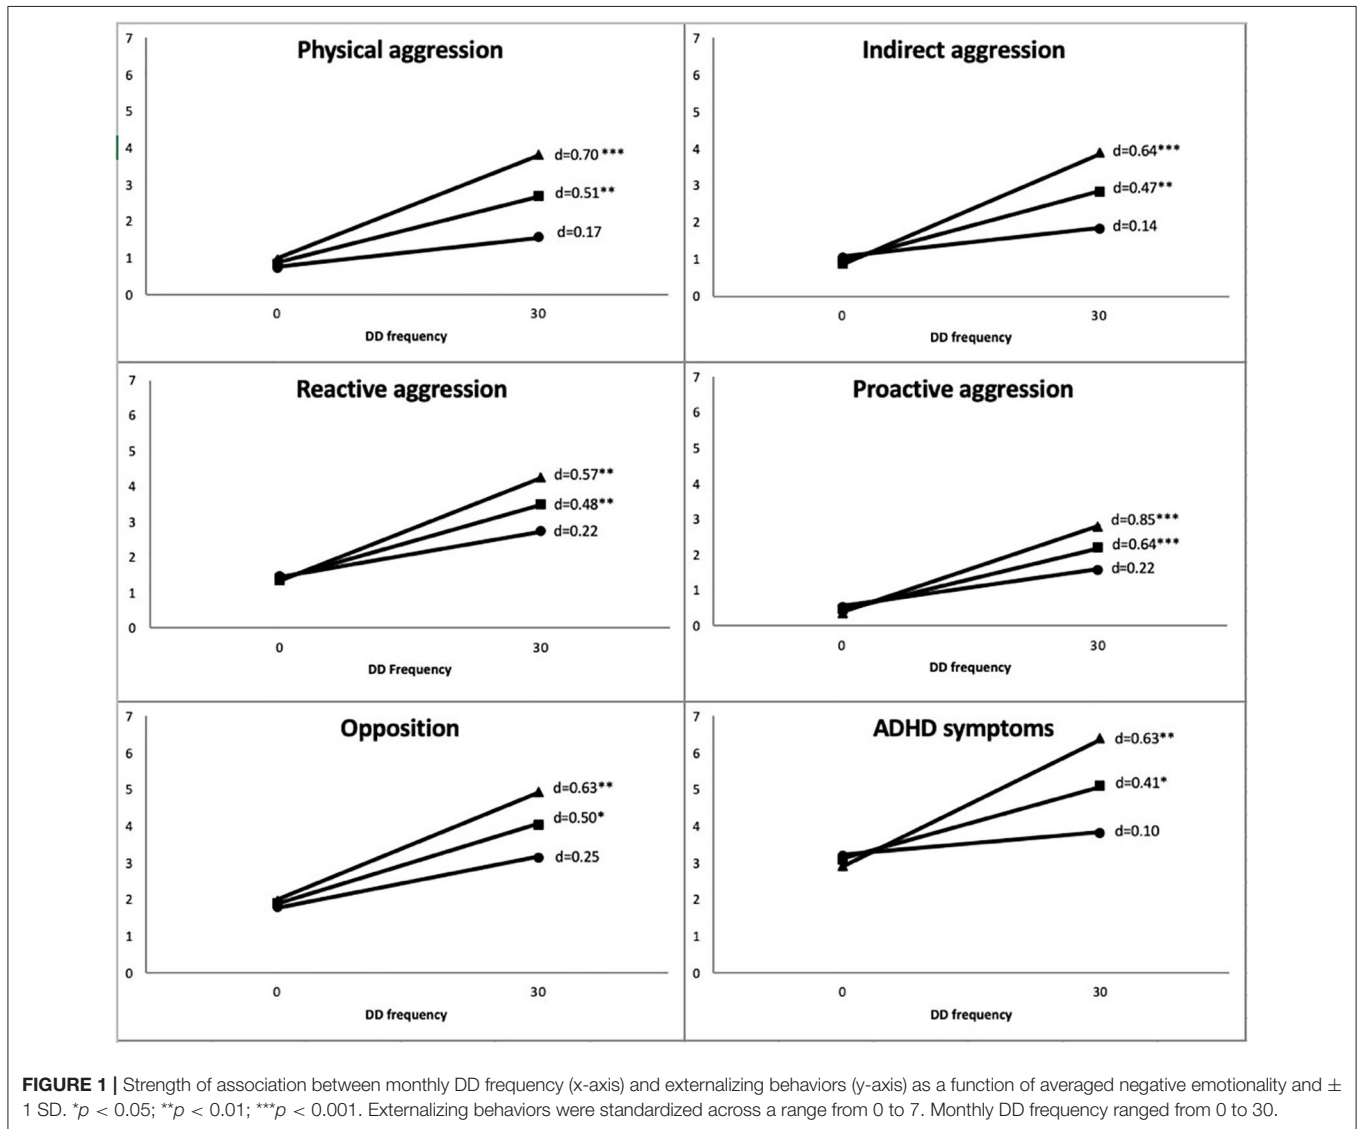 Physical aggression
7
6
5
4
3
2
1
0
d=0.70***
d=0.51**
d=0.17
0 30
DD frequency
Indirect aggression
7
6
5
4
3
2
1
0
d=0.64***
d=0.47**
d=0.14
0 30
DD frequency
Reactive aggression
7
6
5
4
3
2
1
0
d=0.57**
d=0.48**
d=0.22
0 30
DD Frequency
Proactive aggression
7
6
5
4
3
2
1
0
d=0.85***
d=0.64***
d=0.22
0 30
DD frequency
Opposition
7
6
5
4
3
2
1
0
d=0.63**
d=0.50*
d=0.25
0 30
DD frequency
ADHD symptoms
7
6
5
4
3
2
1
0
d=0.63**
d=0.41*
d=0.10
0 30
DD frequency
FIGURE 1 | Strength of association between monthly DD frequency (x-axis) and externalizing behaviors (y-axis) as a function of averaged negative emotionality and ±
1 SD. *p < 0.05; **p < 0.01; ***p < 0.001. Externalizing behaviors were standardized across a range from 0 to 7. Monthly DD frequency ranged from 0 to 30.